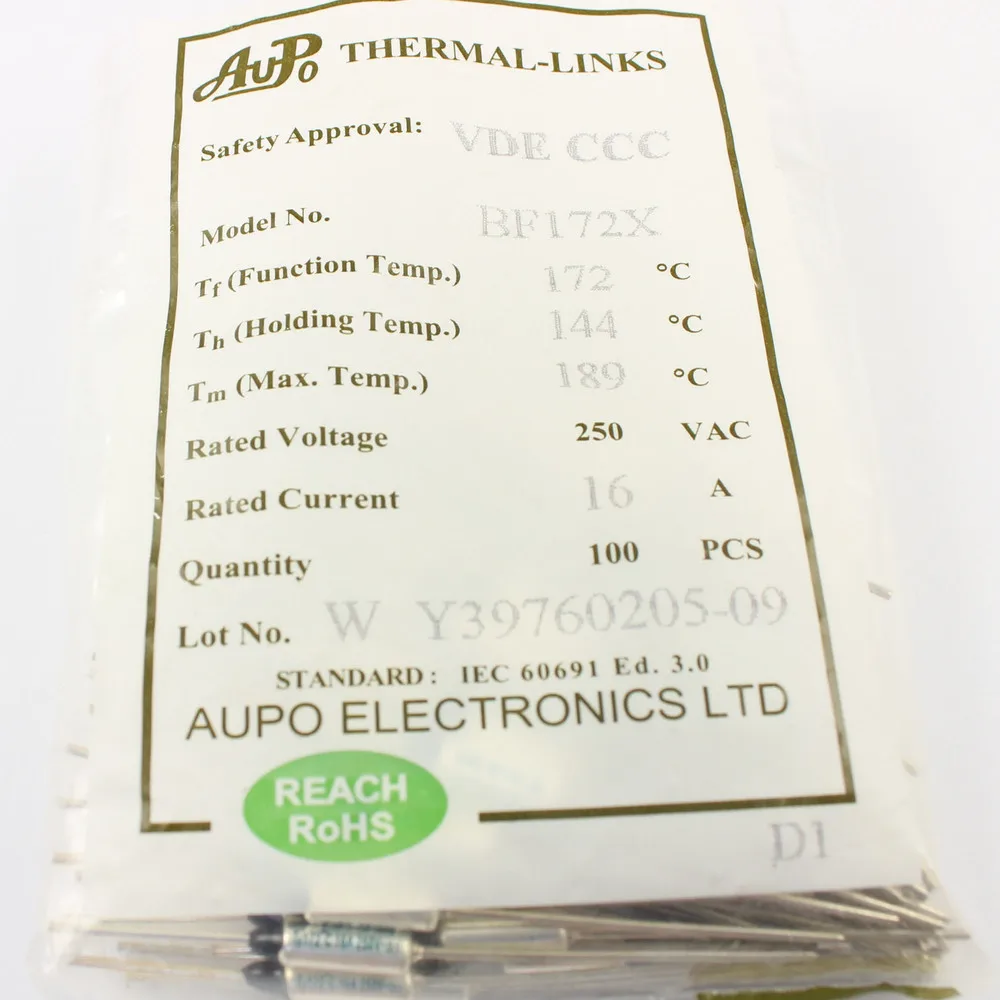 AUPO THERMAL-LINKS
Safety Approval: VDE CCC
Model No. BF172X
Tf (Function Temp.) 172 °C
Th (Holding Temp.) 144 °C
Tm (Max. Temp.) 189 °C
Rated Voltage 250 VAC
Rated Current 16 A
Quantity 100 PCS
Lot No. W Y39760205-09
STANDARD: IEC 60691 Ed. 3.0
AUPO ELECTRONICS LTD
REACH
RoHS
D1